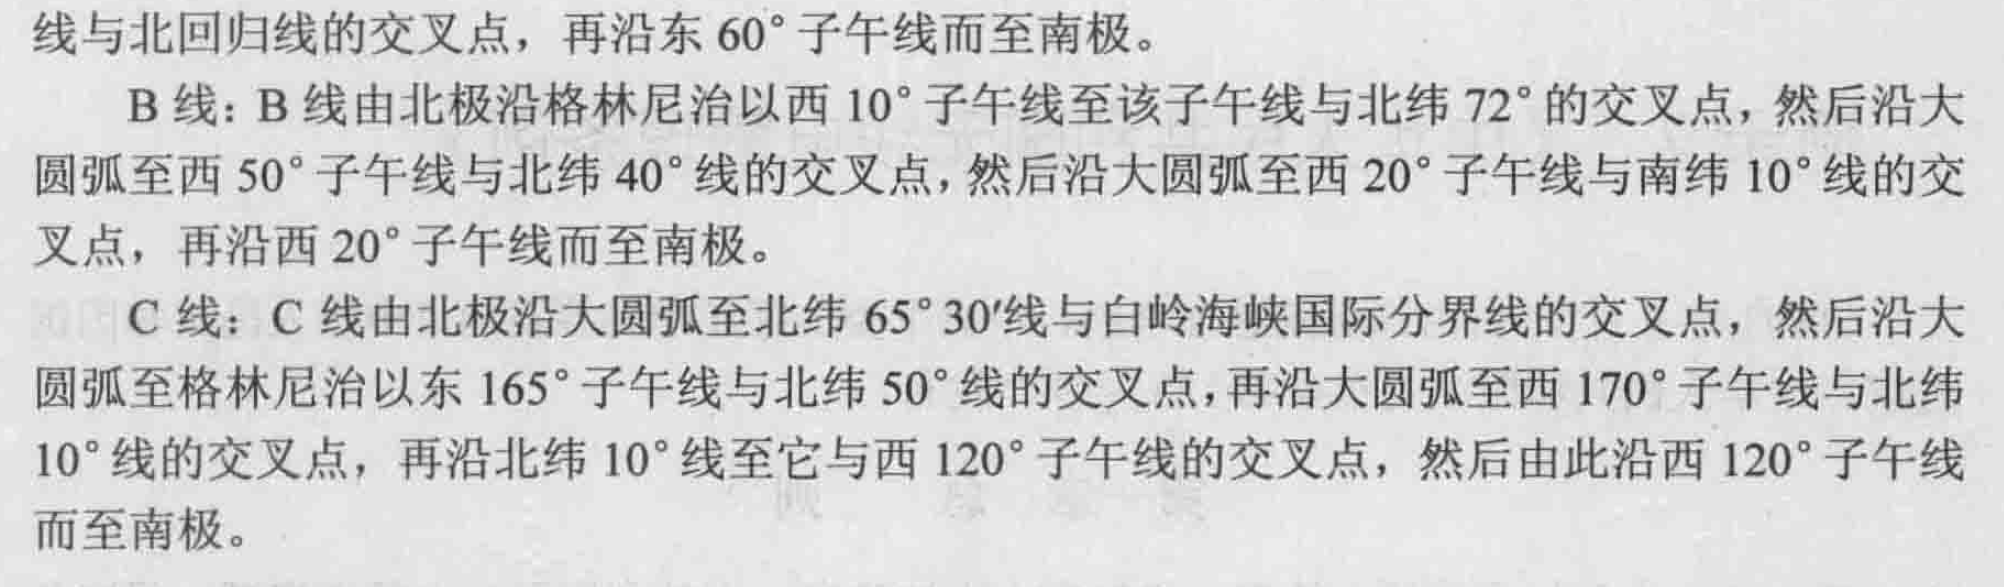 线与北回归线的交叉点，再沿东 60° 子午线而至南极。
B 线：B 线由北极沿格林尼治以西 10° 子午线至该子午线与北纬 72° 的交叉点，然后沿大
圆弧至西 50° 子午线与北纬 40° 线的交叉点，然后沿大圆弧至西 20° 子午线与南纬 10° 线的交
叉点，再沿西 20° 子午线而至南极。
C 线：C 线由北极沿大圆弧至北纬 65° 30′线与白岭海峡国际分界线的交叉点，然后沿大
圆弧至格林尼治以东 165° 子午线与北纬 50° 线的交叉点，再沿大圆弧至西 170° 子午线与北纬
10° 线的交叉点，再沿北纬 10° 线至它与西 120° 子午线的交叉点，然后由此沿西 120° 子午线
而至南极。